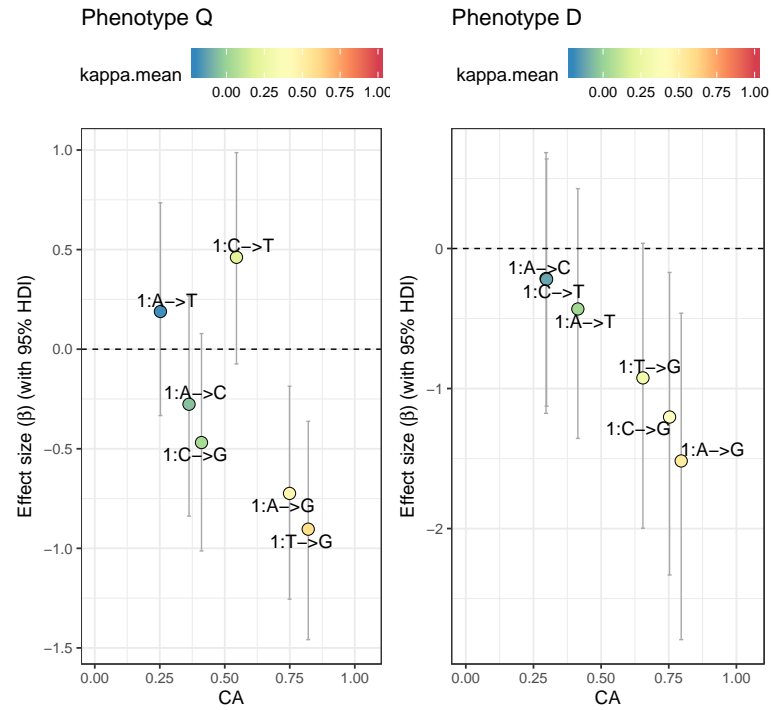 Phenotype Q
kappa.mean
0.00 0.25 0.50 0.75 1.00
1.0
0.5
0.0
−0.5
−1.0
−1.5
Effect size (β) (with 95% HDI)
1:C−>T
1:A−>T
1:A−>C
1:C−>G
1:A−>G
1:T−>G
0.00 0.25 0.50 0.75 1.00
CA
Phenotype D
kappa.mean
0.00 0.25 0.50 0.75 1.00
0
−1
−2
Effect size (β) (with 95% HDI)
1:A−>C
1:C−>T
1:A−>T
1:T−>G
1:C−>G
1:A−>G
0.00 0.25 0.50 0.75 1.00
CA